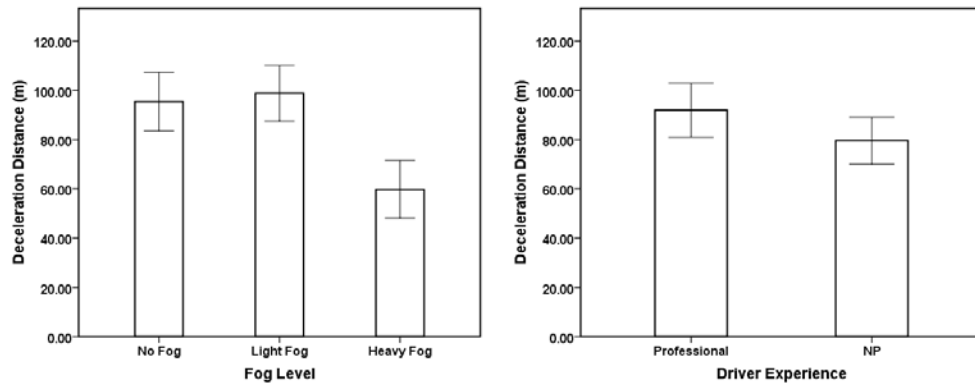 Deceleration Distance (m)
120.00
100.00
80.00
60.00
40.00
20.00
0.00
No Fog Light Fog Heavy Fog
Fog Level
Deceleration Distance (m)
120.00
100.00
80.00
60.00
40.00
20.00
0.00
Professional NP
Driver Experience